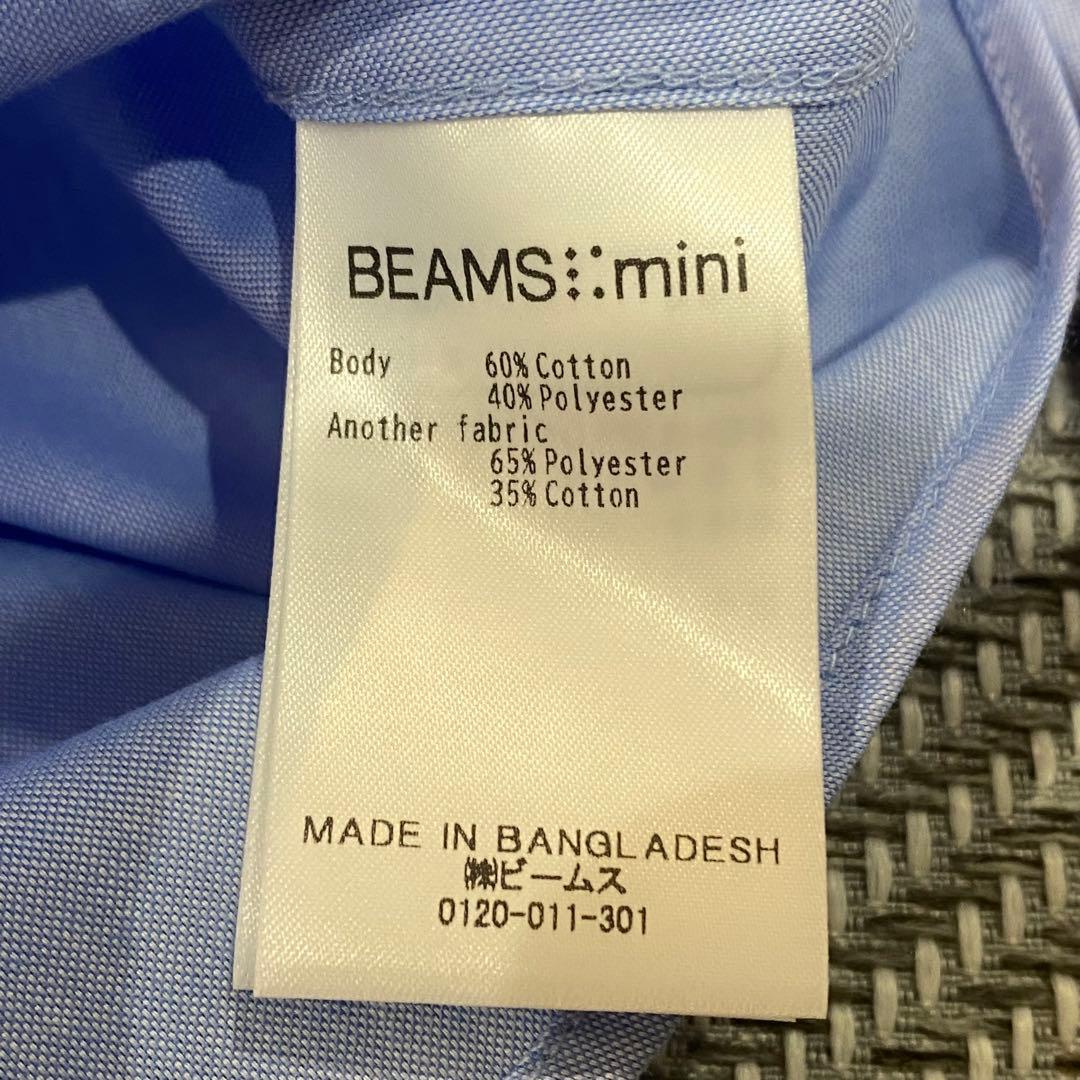 BEAMS mini
Body 60% Cotton
40% Polyester
Another fabric
65% Polyester
35% Cotton
MADE IN BANGLADESH
㈱ビームス
0120-011-301